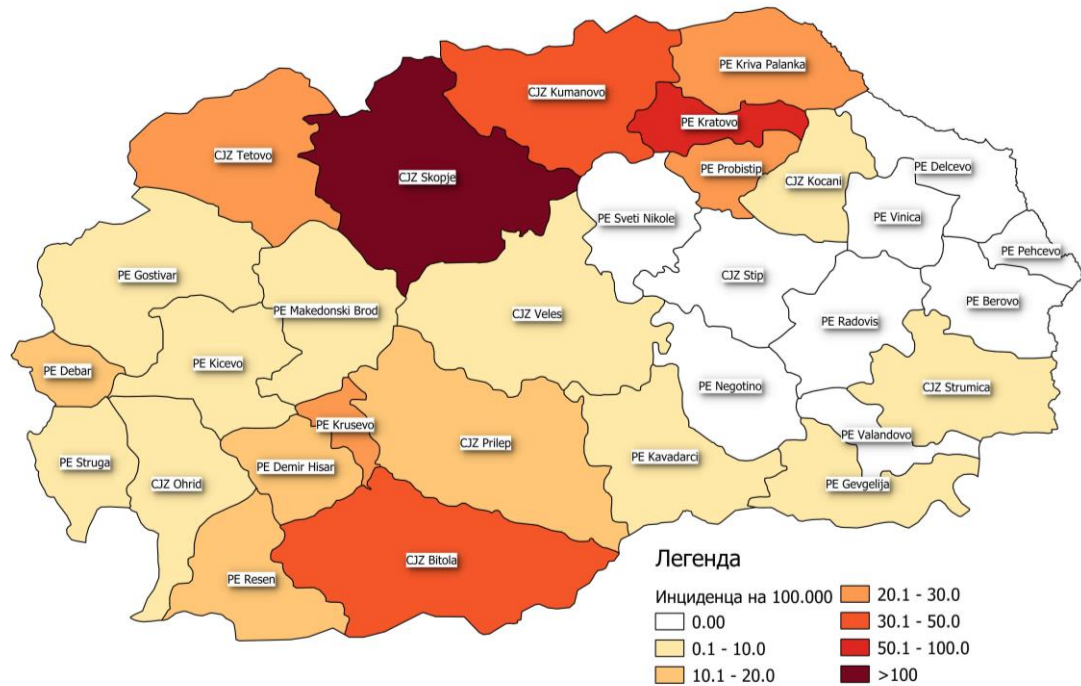 PE Kriva Palanka
CJZ Kumanovo
PE Kratovo
CJZ Tetovo
PE Probistip
PE Delcevo
CJZ Skopje
CJZ Kocani
PE Sveti Nikole
PE Vinica
PE Pehcevo
PE Gostivar
CJZ Stip
PE Berovo
PE Makedonski Brod
CJZ Veles
PE Radovis
PE Kicevo
PE Debar
PE Negotino
CJZ Strumica
PE Krusevo
PE Valandovo
CJZ Prilep
PE Struga
PE Demir Hisar
PE Kavadarci
CJZ Ohrid
PE Gevgelija
CJZ Bitola
PE Resen
Легенда
Инциденца на 100.000
0.00
0.1 - 10.0
10.1 - 20.0
20.1 - 30.0
30.1 - 50.0
50.1 - 100.0
>100